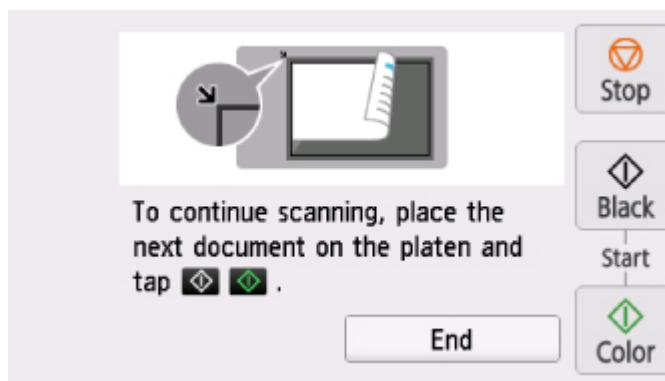 Stop
To continue scanning, place the
next document on the platen and
tap .
End
Black
Start
Color